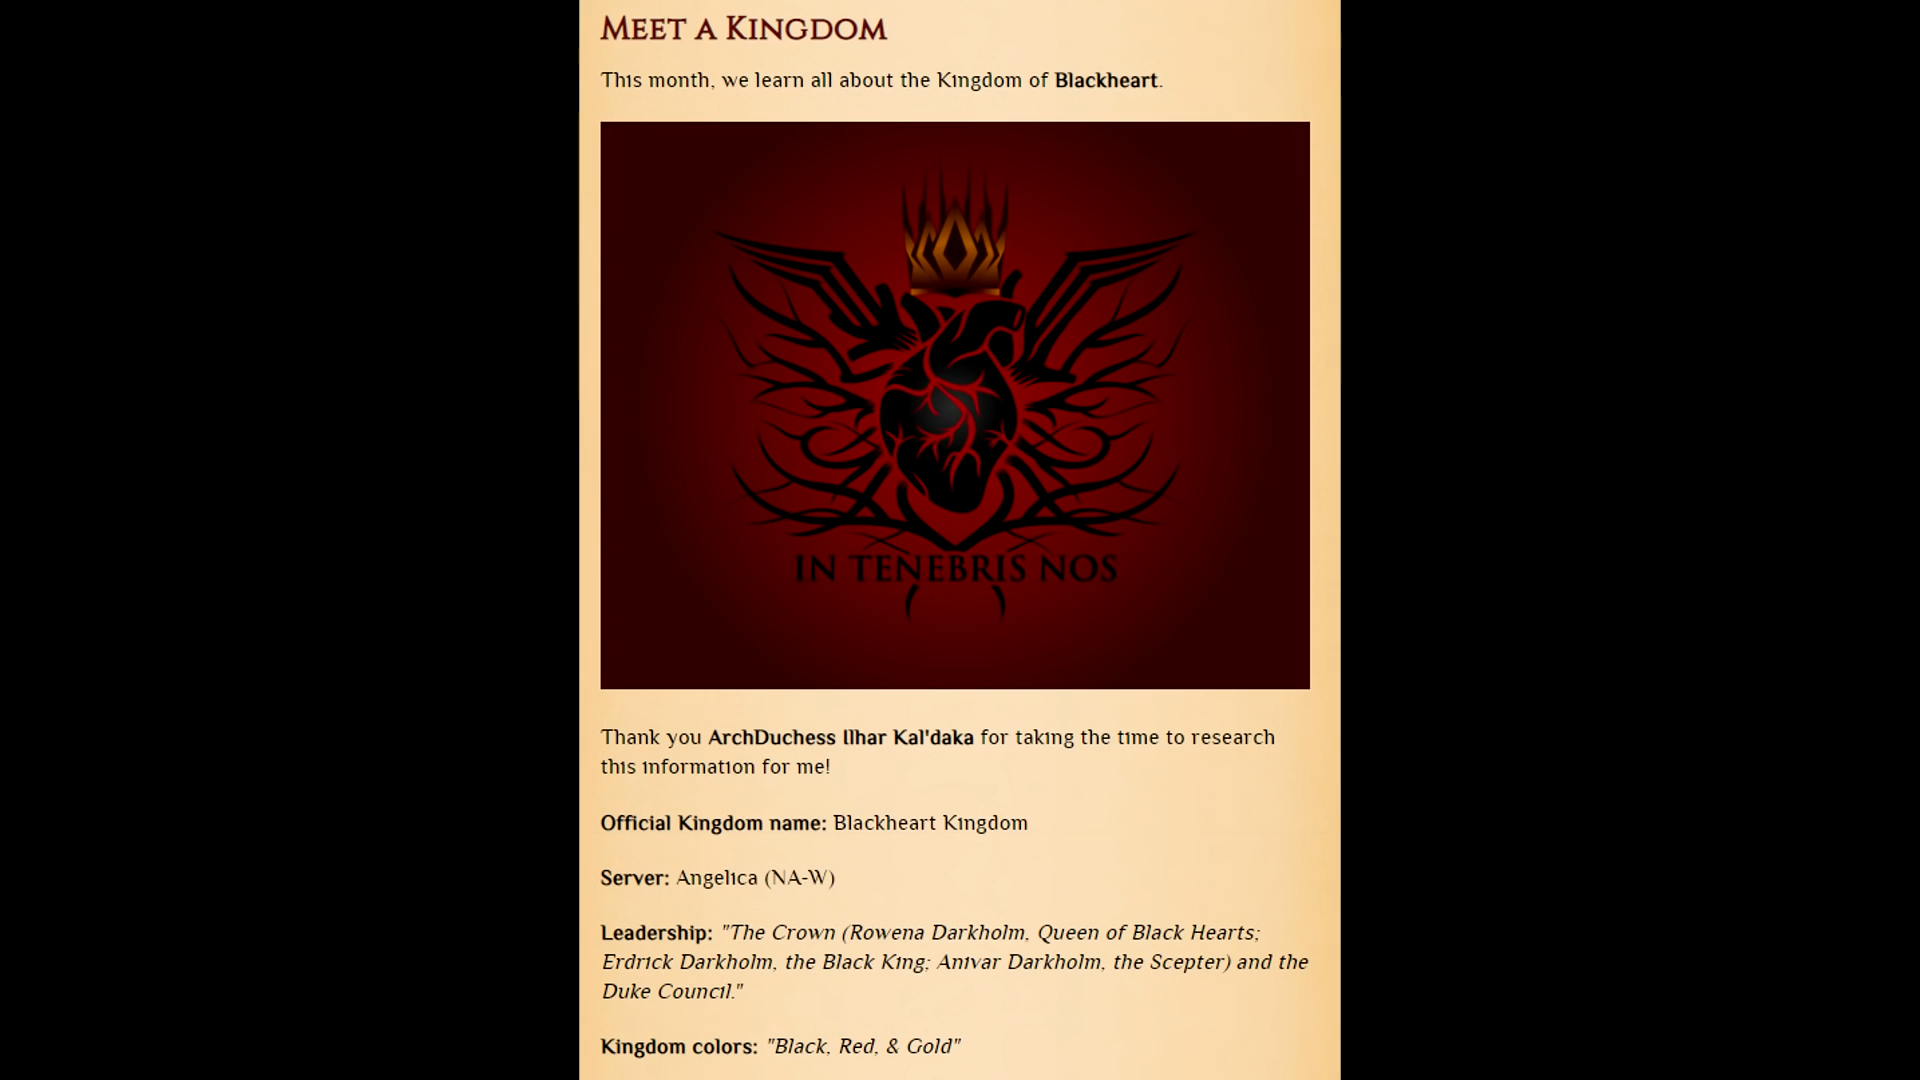 Meet a Kingdom
This month, we learn all about the Kingdom of Blackheart.
IN TENEBRIS NOS
Thank you ArchDuchess Ilhar Kal'daka for taking the time to research
this information for me!
Official Kingdom name: Blackheart Kingdom
Server: Angelica (NA-W)
Leadership: "The Crown (Rowena Darkholm, Queen of Black Hearts;
Erdrick Darkholm, the Black King; Anivar Darkholm, the Scepter) and the
Duke Council."
Kingdom colors: "Black, Red, & Gold"